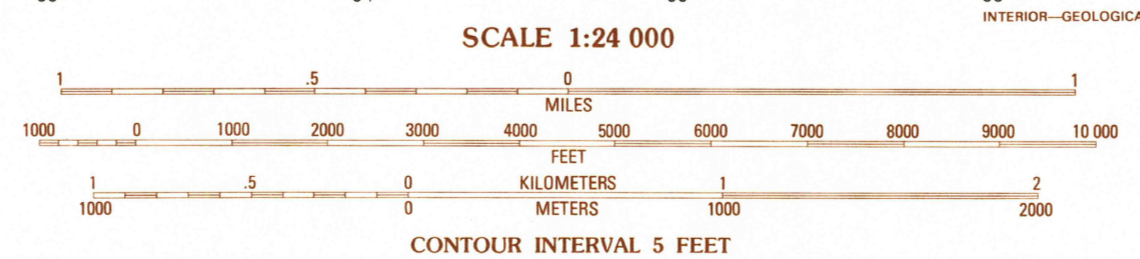 INTERIOR—GEOLOGICA
SCALE 1:24 000
1 .5 0 1
MILES
1000 0 1000 2000 3000 4000 5000 6000 7000 8000 9000 10 000
FEET
1 .5 0 KILOMETERS 1 2
1000 0 METERS 1000 2000
CONTOUR INTERVAL 5 FEET